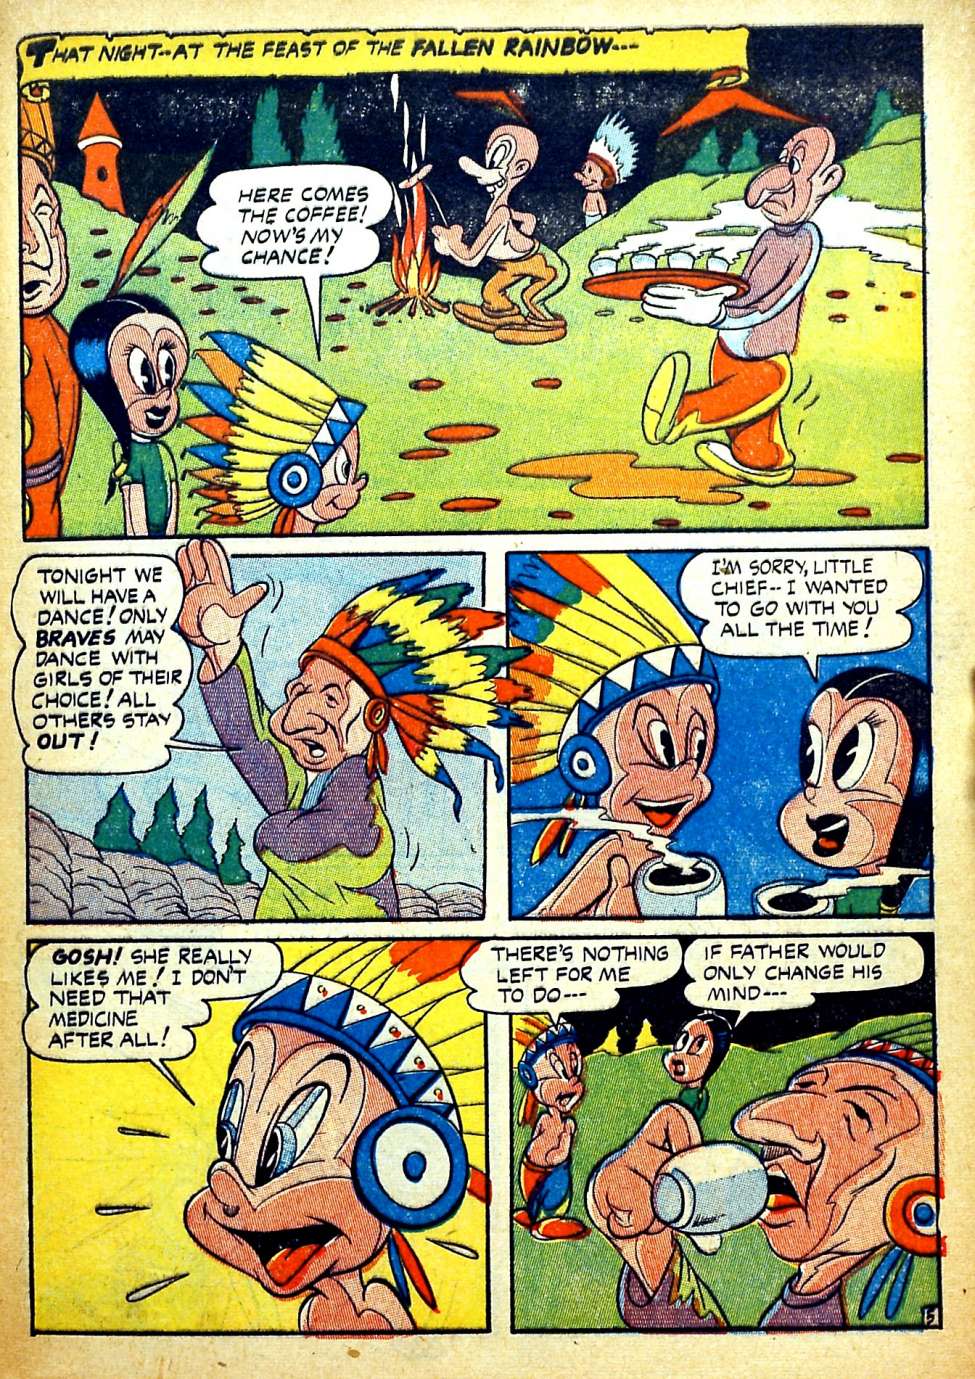 THAT NIGHT--AT THE FEAST OF THE FALLEN RAINBOW---
HERE COMES
THE COFFEE!
NOW'S MY
CHANCE!
TONIGHT WE
WILL HAVE A
DANCE! ONLY
BRAVES MAY
DANCE WITH
GIRLS OF THEIR
CHOICE! ALL
OTHERS STAY
OUT!
I'M SORRY, LITTLE
CHIEF-- I WANTED
TO GO WITH YOU
ALL THE TIME!
GOSH! SHE REALLY
LIKES ME! I DON'T
NEED THAT
MEDICINE
AFTER ALL!
THERE'S NOTHING
LEFT FOR ME
TO DO---
IF FATHER WOULD
ONLY CHANGE HIS
MIND---
5